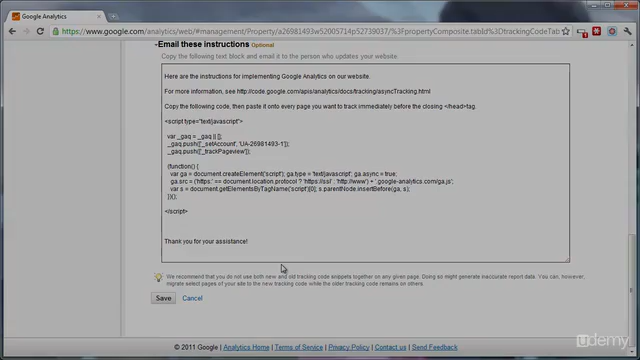 Google Analytics
https://www.google.com/analytics/web/#management/Property/a26981493w52005714p52739037/%3FpropertyComposite.tabId%3DtrackingCodeTab
Email these instructions Optional
Copy the following text block and email it to the person who updates your website.
Here are the instructions for implementing Google Analytics on our website.
For more information, see http://code.google.com/apis/analytics/docs/tracking/asyncTracking.html
Copy the following code, then paste it onto every page you want to track immediately before the closing </head>tag.
<script type="text/javascript">
var _gaq = _gaq || [];
_gaq.push(['_setAccount', 'UA-26981493-1']);
_gaq.push(['_trackPageview']);
(function() {
var ga = document.createElement('script'); ga.type = 'text/javascript'; ga.async = true;
ga.src = ('https:' == document.location.protocol ? 'https://ssl' : 'http://www') + '.google-analytics.com/ga.js';
var s = document.getElementsByTagName('script')[0]; s.parentNode.insertBefore(ga, s);
})();
</script>
Thank you for your assistance!
We recommend that you do not use both new and old tracking code snippets together on any given page. Doing so might generate inaccurate report data. You can, however,
migrate select pages of your site to the new tracking code while the older tracking code remains on others.
Save Cancel
© 2011 Google | Analytics Home | Terms of Service | Privacy Policy | Contact us | Send Feedback
udemy